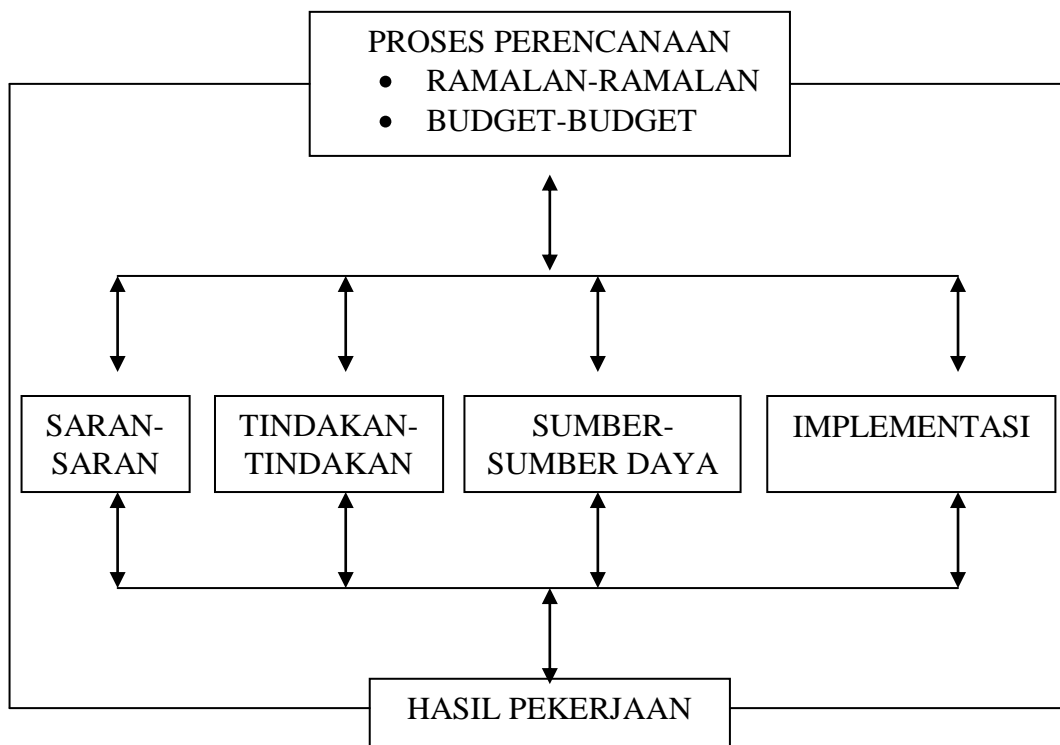 PROSES PERENCANAAN
• RAMALAN-RAMALAN
• BUDGET-BUDGET
SARAN-
SARAN
TINDAKAN-
TINDAKAN
SUMBER-
SUMBER DAYA
IMPLEMENTASI
HASIL PEKERJAAN